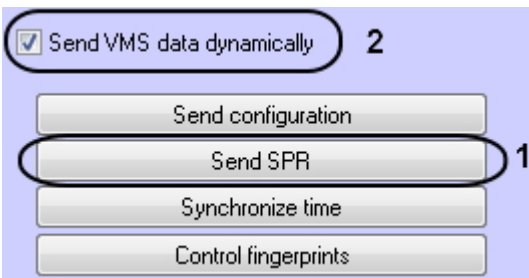 Send VMS data dynamically 2
Send configuration
Send SPR 1
Synchronize time
Control fingerprints